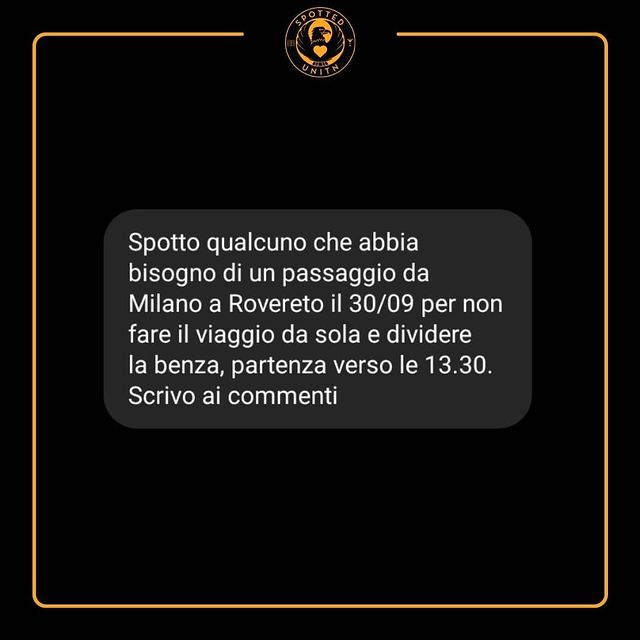 SPOTTED
UNITN
Spotto qualcuno che abbia
bisogno di un passaggio da
Milano a Rovereto il 30/09 per non
fare il viaggio da sola e dividere
la benza, partenza verso le 13.30.
Scrivo ai commenti